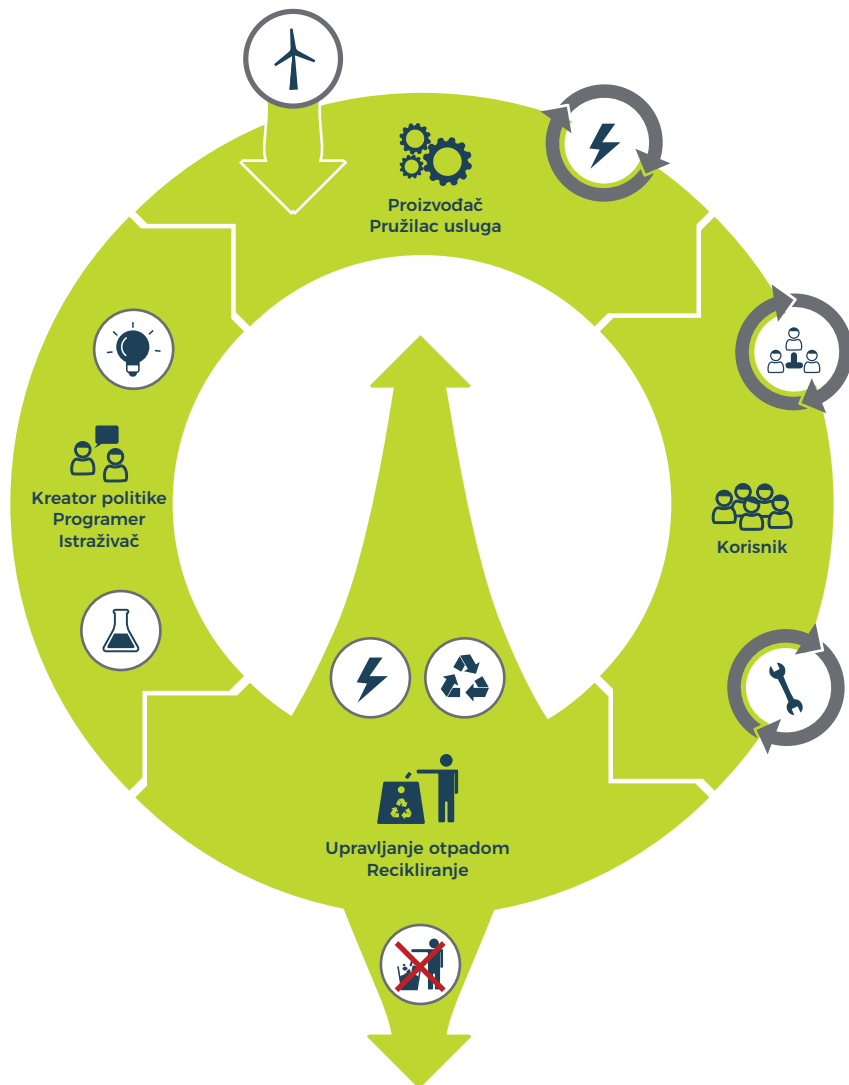 Proizvođač
Pružilac usluga
Kreator politike
Programer
Istraživač
Korisnik
Upravljanje otpadom
Recikliranje